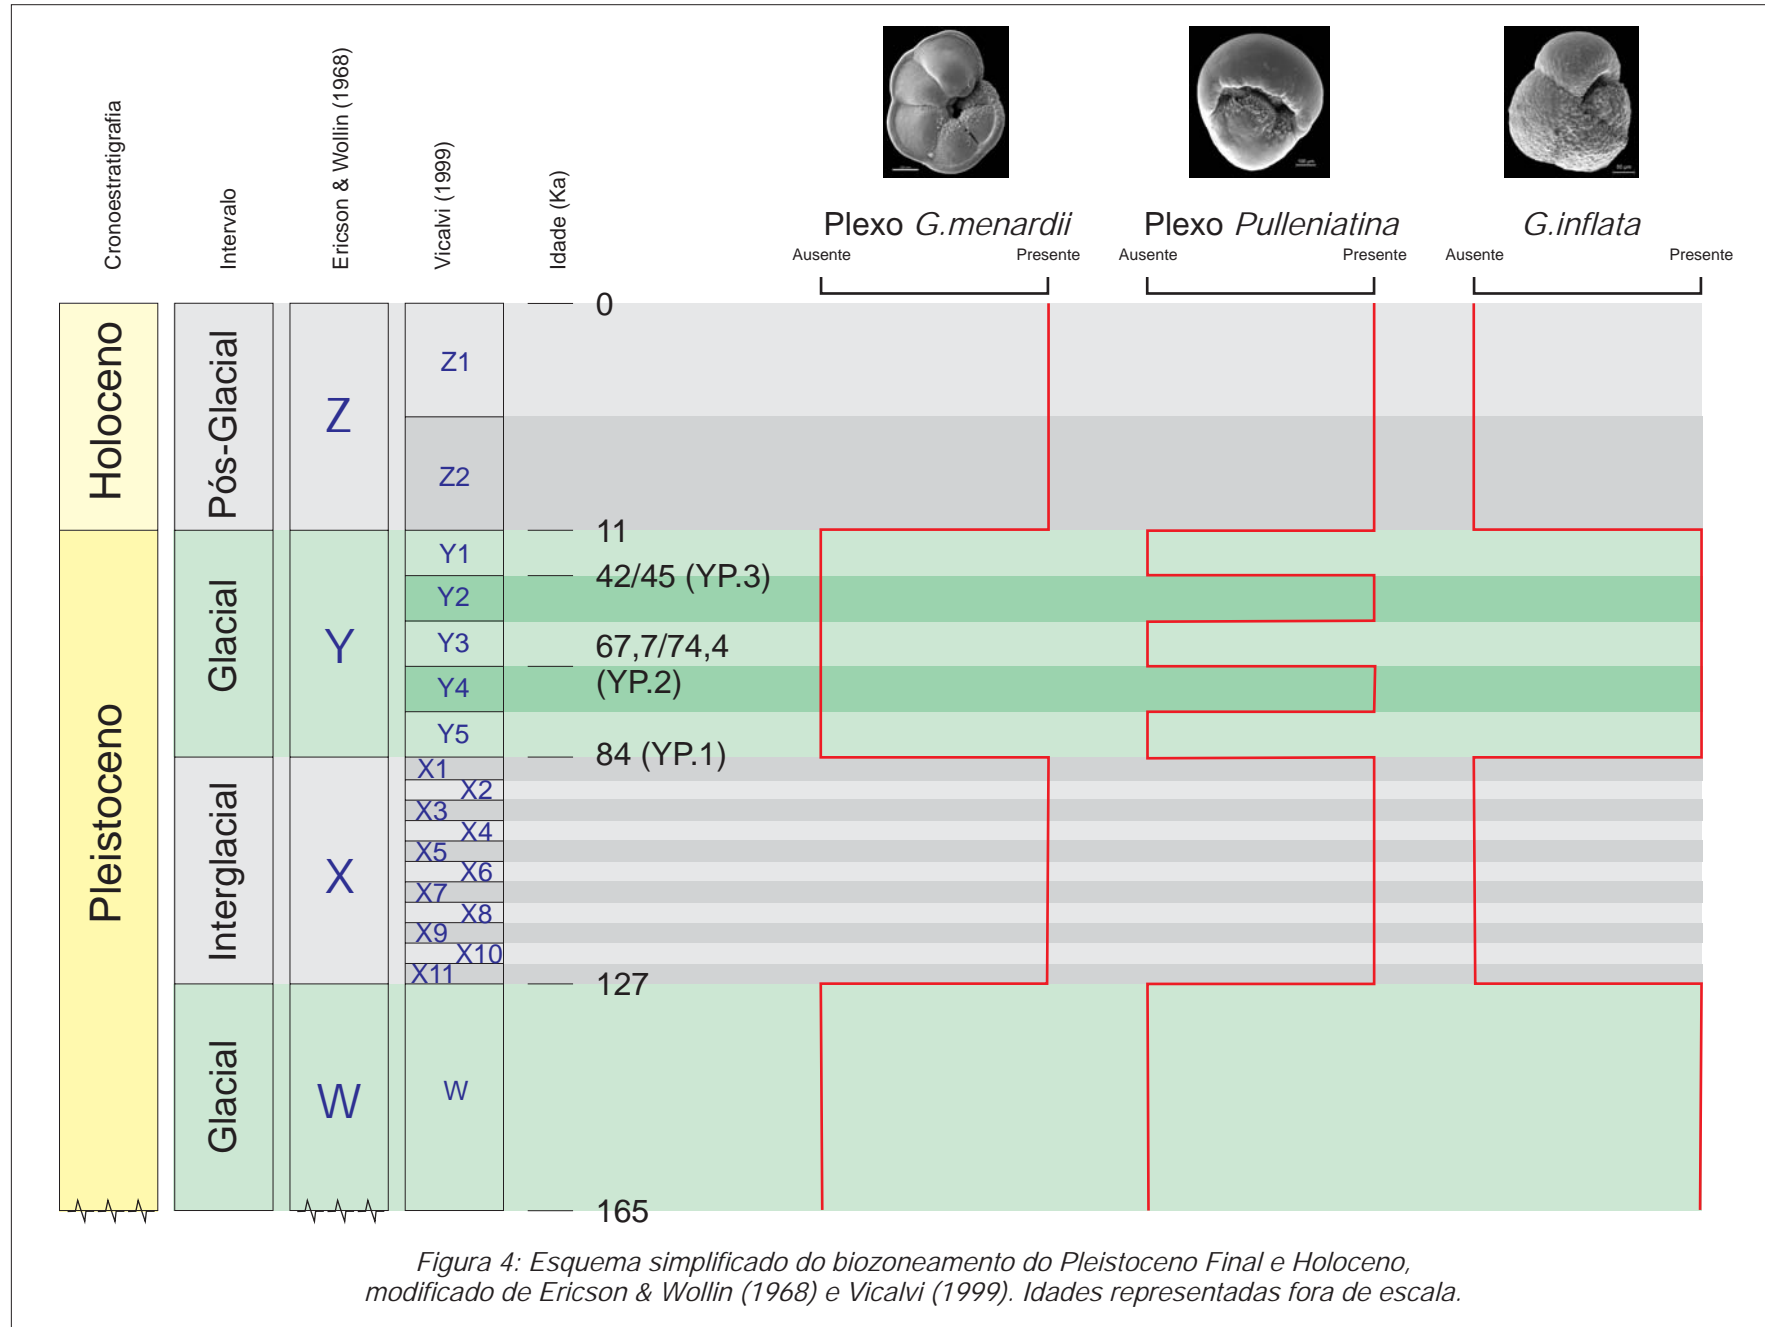 Cronoestratigrafia
Intervalo
Ericson & Wollin (1968)
Vicalvi (1999)
Idade (Ka)
Plexo G.menardii
Plexo Pulleniatina
G.inflata
Ausente Presente
Ausente Presente
Ausente Presente
Holoceno
Pleistoceno
Pós-Glacial
Glacial
Interglacial
Glacial
Z
Y
X
W
Z1
Z2
Y1
Y2
Y3
Y4
Y5
X1
X2
X3
X4
X5
X6
X7
X8
X9
X10
X11
W
0
11
42/45 (YP.3)
67,7/74,4
(YP.2)
84 (YP.1)
127
165
Figura 4: Esquema simplificado do biozoneamento do Pleistoceno Final e Holoceno,
modificado de Ericson & Wollin (1968) e Vicalvi (1999). Idades representadas fora de escala.